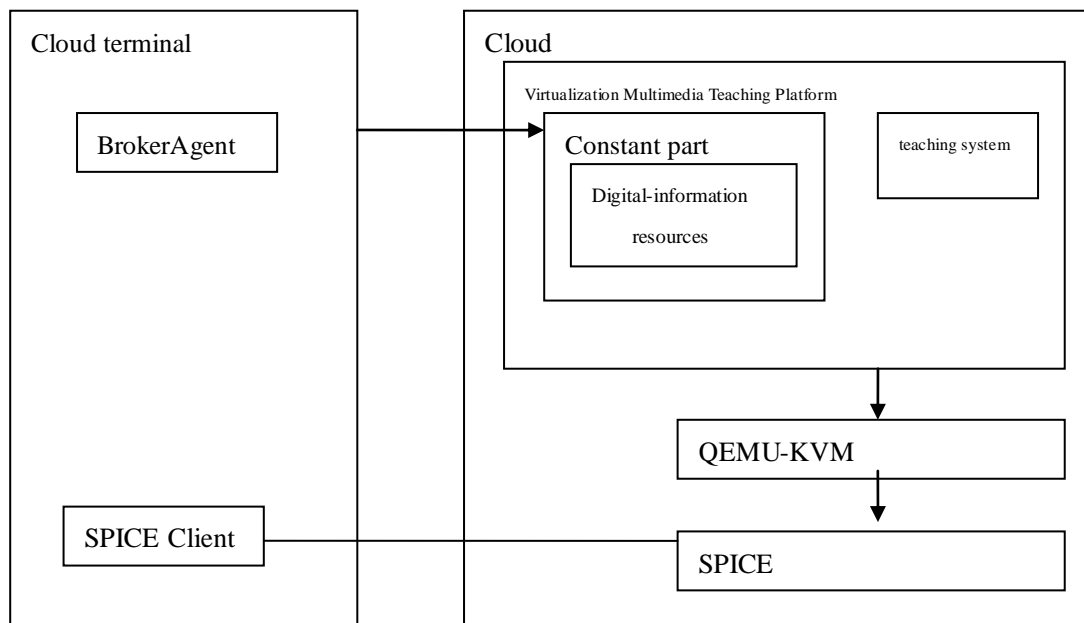 Cloud terminal
BrokerAgent
SPICE Client
Cloud
Virtualization Multimedia Teaching Platform
Constant part
Digital-information
resources
teaching system
QEMU-KVM
SPICE